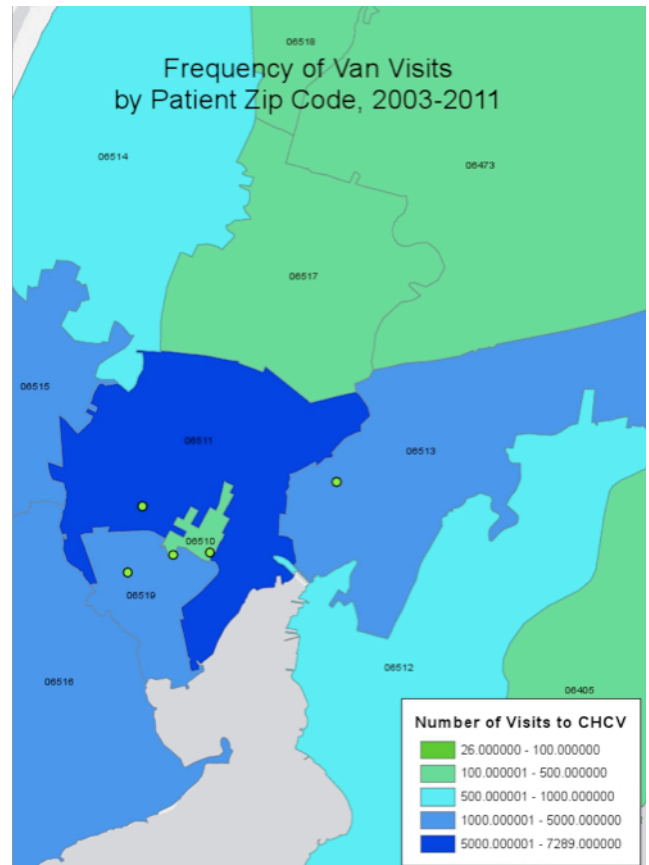 06518
Frequency of Van Visits
by Patient Zip Code, 2003-2011
06514
06473
06517
06515
06511
06513
06510
06519
06512
06516
06405
Number of Visits to CHCV
26.000000 - 100.000000
100.000001 - 500.000000
500.000001 - 1000.000000
1000.000001 - 5000.000000
5000.000001 - 7289.000000